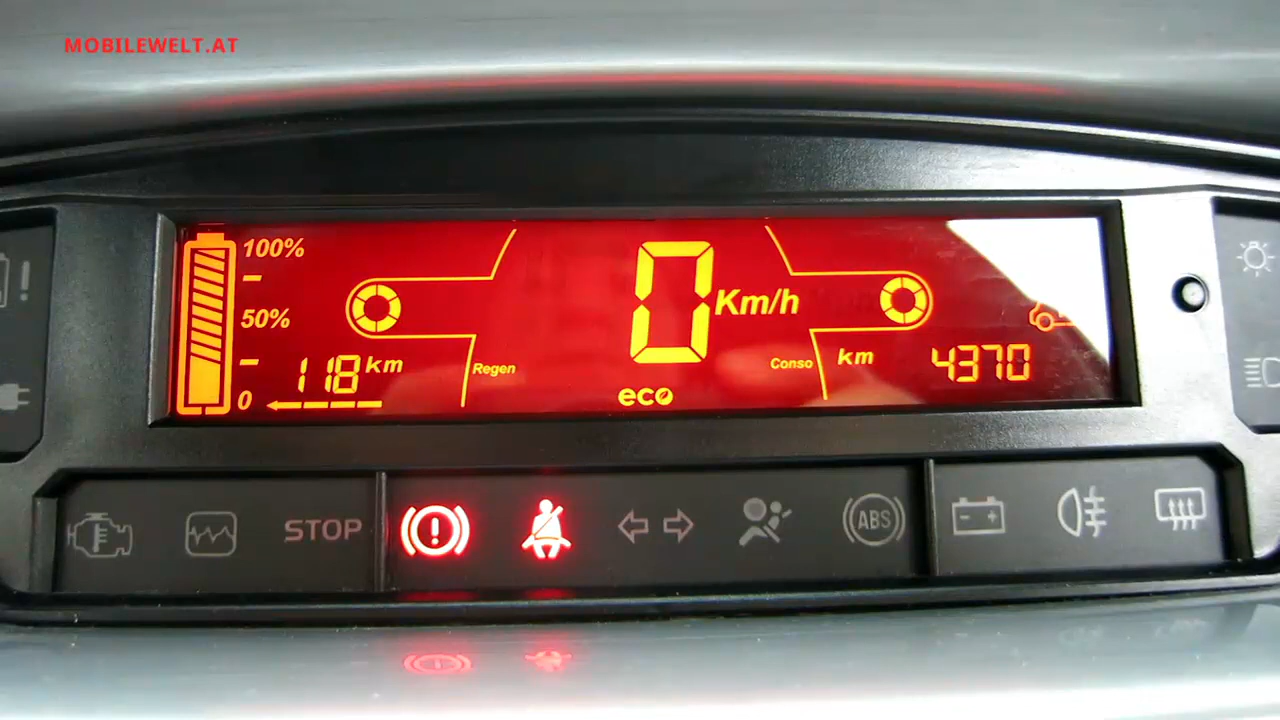 MOBILEWELT.AT
100%
50%
0
118 km
Regen
0 Km/h
eco
Conso
km 4370
STOP
ABS